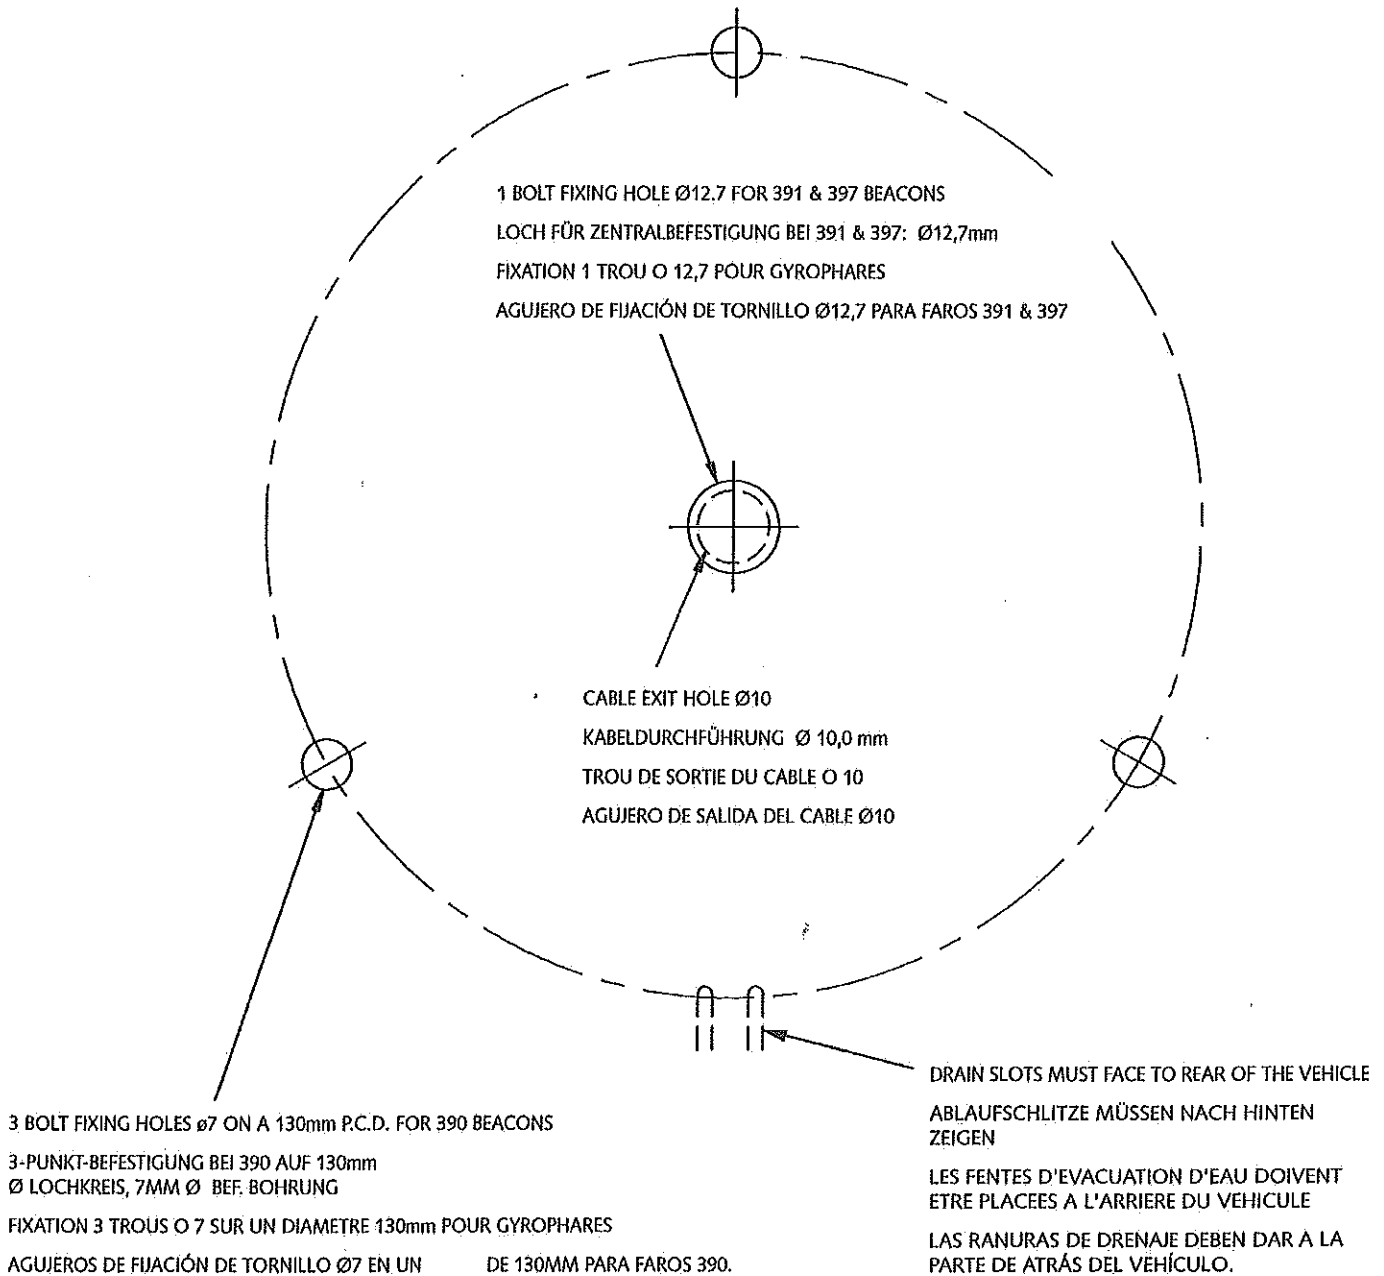 1 BOLT FIXING HOLE Ø12.7 FOR 391 & 397 BEACONS
LOCH FÜR ZENTRALBEFESTIGUNG BEI 391 & 397: Ø12,7mm
FIXATION 1 TROU O 12,7 POUR GYROPHARES
AGUJERO DE FIJACIÓN DE TORNILLO Ø12,7 PARA FAROS 391 & 397
CABLE EXIT HOLE Ø10
KABELDURCHFÜHRUNG Ø 10,0 mm
TROU DE SORTIE DU CABLE O 10
AGUJERO DE SALIDA DEL CABLE Ø10
3 BOLT FIXING HOLES ø7 ON A 130mm P.C.D. FOR 390 BEACONS
3-PUNKT-BEFESTIGUNG BEI 390 AUF 130mm
Ø LOCHKREIS, 7MM Ø BEF. BOHRUNG
FIXATION 3 TROUS O 7 SUR UN DIAMETRE 130mm POUR GYROPHARES
AGUJEROS DE FIJACIÓN DE TORNILLO Ø7 EN UN DE 130MM PARA FAROS 390.
DRAIN SLOTS MUST FACE TO REAR OF THE VEHICLE
ABLAUFSCHLITZE MÜSSEN NACH HINTEN
ZEIGEN
LES FENTES D'EVACUATION D'EAU DOIVENT
ETRE PLACEES A L'ARRIERE DU VEHICULE
LAS RANURAS DE DRENAJE DEBEN DAR A LA
PARTE DE ATRÁS DEL VEHÍCULO.